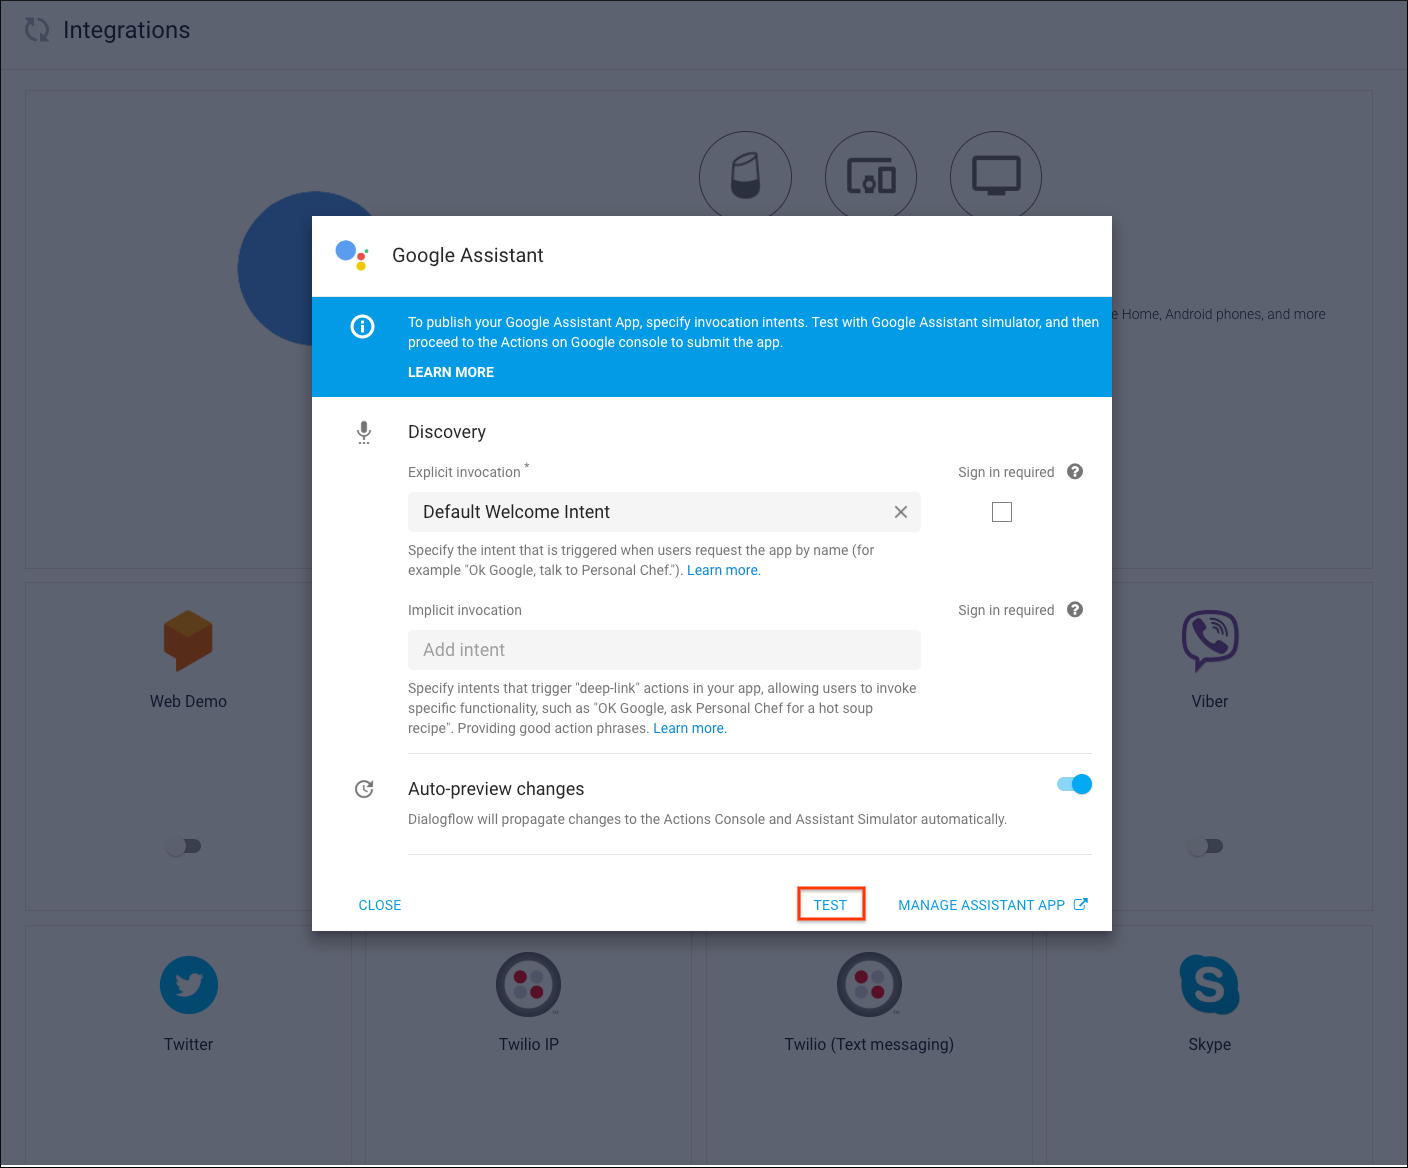 Integrations
e Home, Android phones, and more
Google Assistant
To publish your Google Assistant App, specify invocation intents. Test with Google Assistant simulator, and then
proceed to the Actions on Google console to submit the app.
LEARN MORE
Discovery
Explicit invocation *
Sign in required ?
Default Welcome Intent
Specify the intent that is triggered when users request the app by name (for
example "Ok Google, talk to Personal Chef."). Learn more.
Implicit invocation
Sign in required ?
Add intent
Specify intents that trigger "deep-link" actions in your app, allowing users to invoke
specific functionality, such as "OK Google, ask Personal Chef for a hot soup
recipe". Providing good action phrases. Learn more.
Auto-preview changes
Dialogflow will propagate changes to the Actions Console and Assistant Simulator automatically.
CLOSE
TEST
MANAGE ASSISTANT APP
Web Demo
Viber
Twitter
Twilio IP
Twilio (Text messaging)
Skype